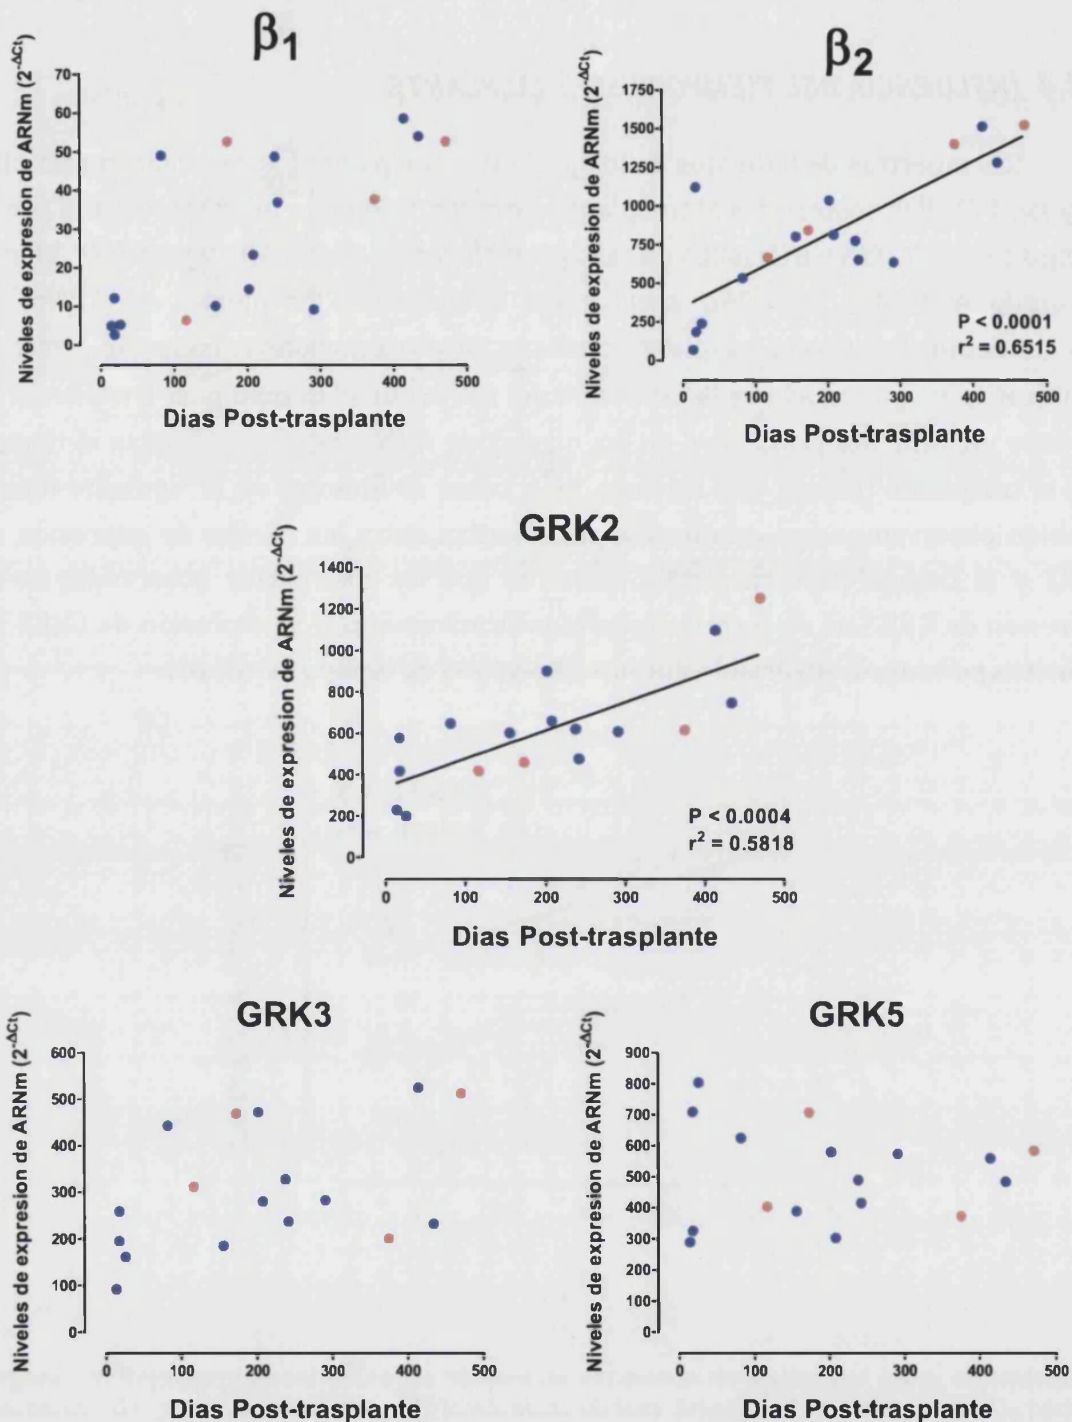 β1
Niveles de expresion de ARNm (2-ΔCt)
70
60
50
40
30
20
10
0
0 100 200 300 400 500
Dias Post-trasplante
β2
Niveles de expresion de ARNm (2-ΔCt)
1750
1500
1250
1000
750
500
250
0
P < 0.0001
r2 = 0.6515
0 100 200 300 400 500
Dias Post-trasplante
GRK2
Niveles de expresion de ARNm (2-ΔCt)
1400
1200
1000
800
600
400
200
0
P < 0.0004
r2 = 0.5818
0 100 200 300 400 500
Dias Post-trasplante
GRK3
Niveles de expresion de ARNm (2-ΔCt)
600
500
400
300
200
100
0
0 100 200 300 400 500
Dias Post-trasplante
GRK5
Niveles de expresion de ARNm (2-ΔCt)
900
800
700
600
500
400
300
200
100
0
0 100 200 300 400 500
Dias Post-trasplante